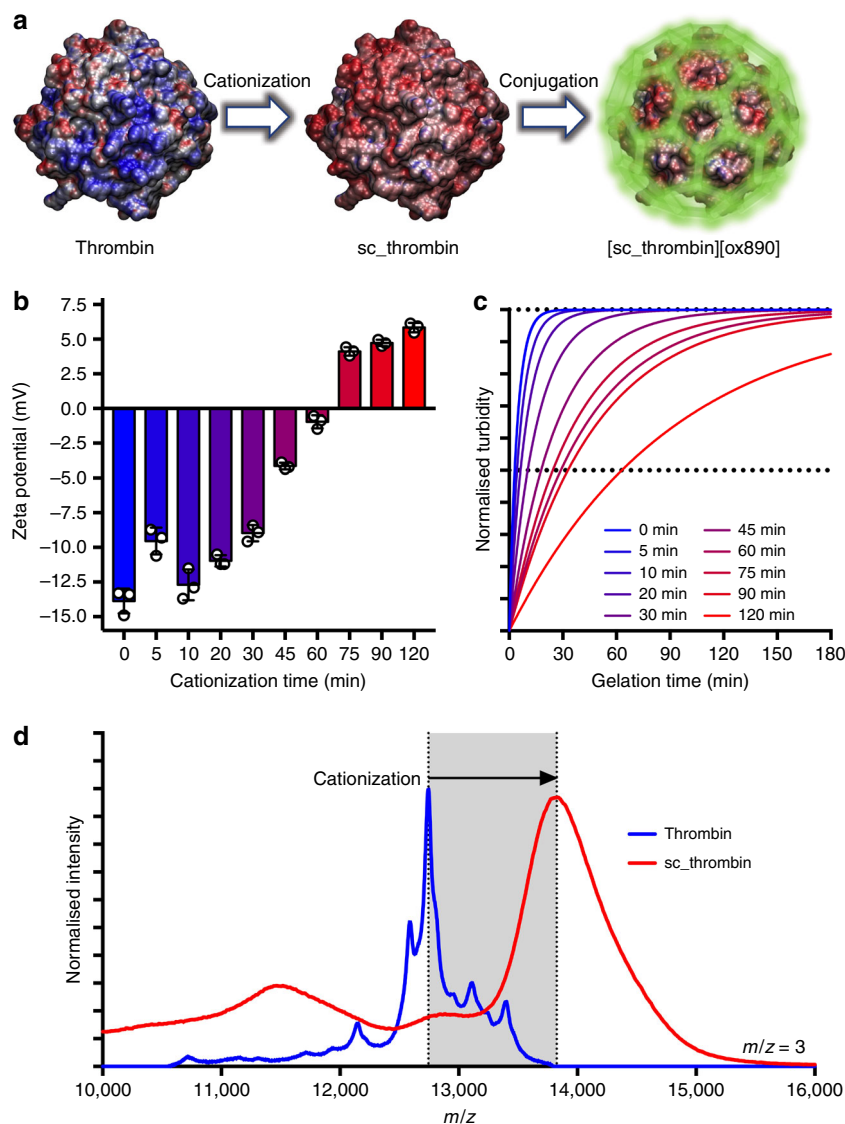 a
Cationization
Conjugation
Thrombin
sc_thrombin
[sc_thrombin][ox890]
b
7.5
5.0
2.5
0.0
−2.5
−5.0
−7.5
−10.0
−12.5
−15.0
Zeta potential (mV)
0 5 10 20 30 45 60 75 90 120
Cationization time (min)
c
Normalised turbidity
0 min
5 min
10 min
20 min
30 min
45 min
60 min
75 min
90 min
120 min
0 30 60 90 120 150 180
Gelation time (min)
d
Cationization
Thrombin
sc_thrombin
Normalised intensity
m/z = 3
10,000 11,000 12,000 13,000 14,000 15,000 16,000
m/z